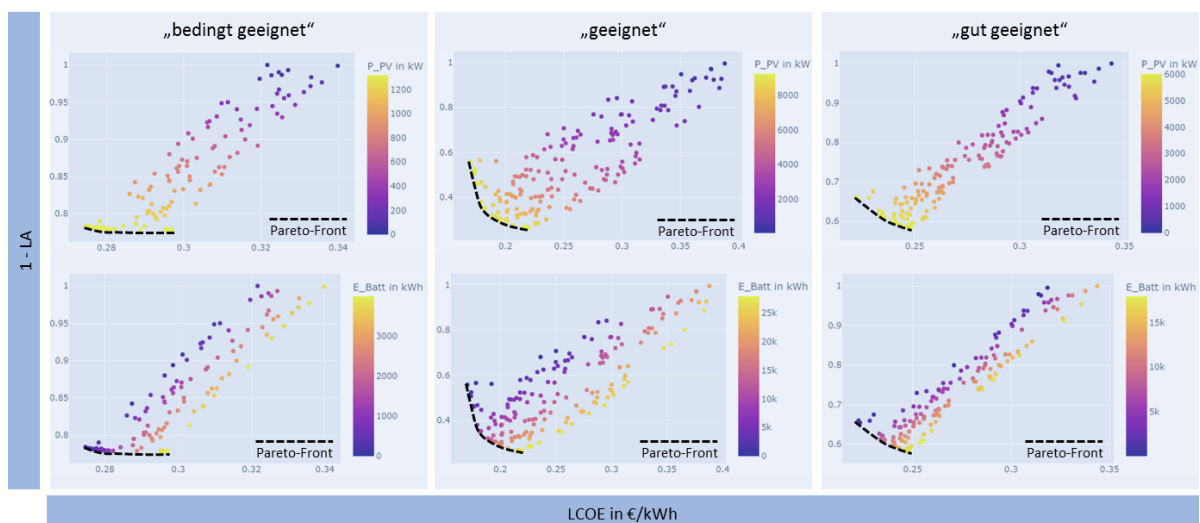 „bedingt geeignet“
„geeignet“
„gut geeignet“
1 - LA
P_PV in kW
1
0.95
0.9
0.85
0.8
0.28
0.3
0.32
0.34
1200
1000
800
600
400
200
0
Pareto-Front
P_PV in kW
1
0.8
0.6
0.4
0.2
0.3
0.4
8000
6000
4000
2000
Pareto-Front
P_PV in kW
1
0.9
0.8
0.7
0.6
0.25
0.3
0.35
6000
5000
4000
3000
2000
1000
0
Pareto-Front
E_Batt in kWh
1
0.95
0.9
0.85
0.8
0.28
0.3
0.32
0.34
3000
2000
1000
0
Pareto-Front
E_Batt in kWh
1
0.8
0.6
0.4
0.2
0.3
0.4
25k
20k
15k
10k
5k
0
Pareto-Front
E_Batt in kWh
1
0.9
0.8
0.7
0.6
0.25
0.3
0.35
15k
10k
5k
Pareto-Front
LCOE in €/kWh